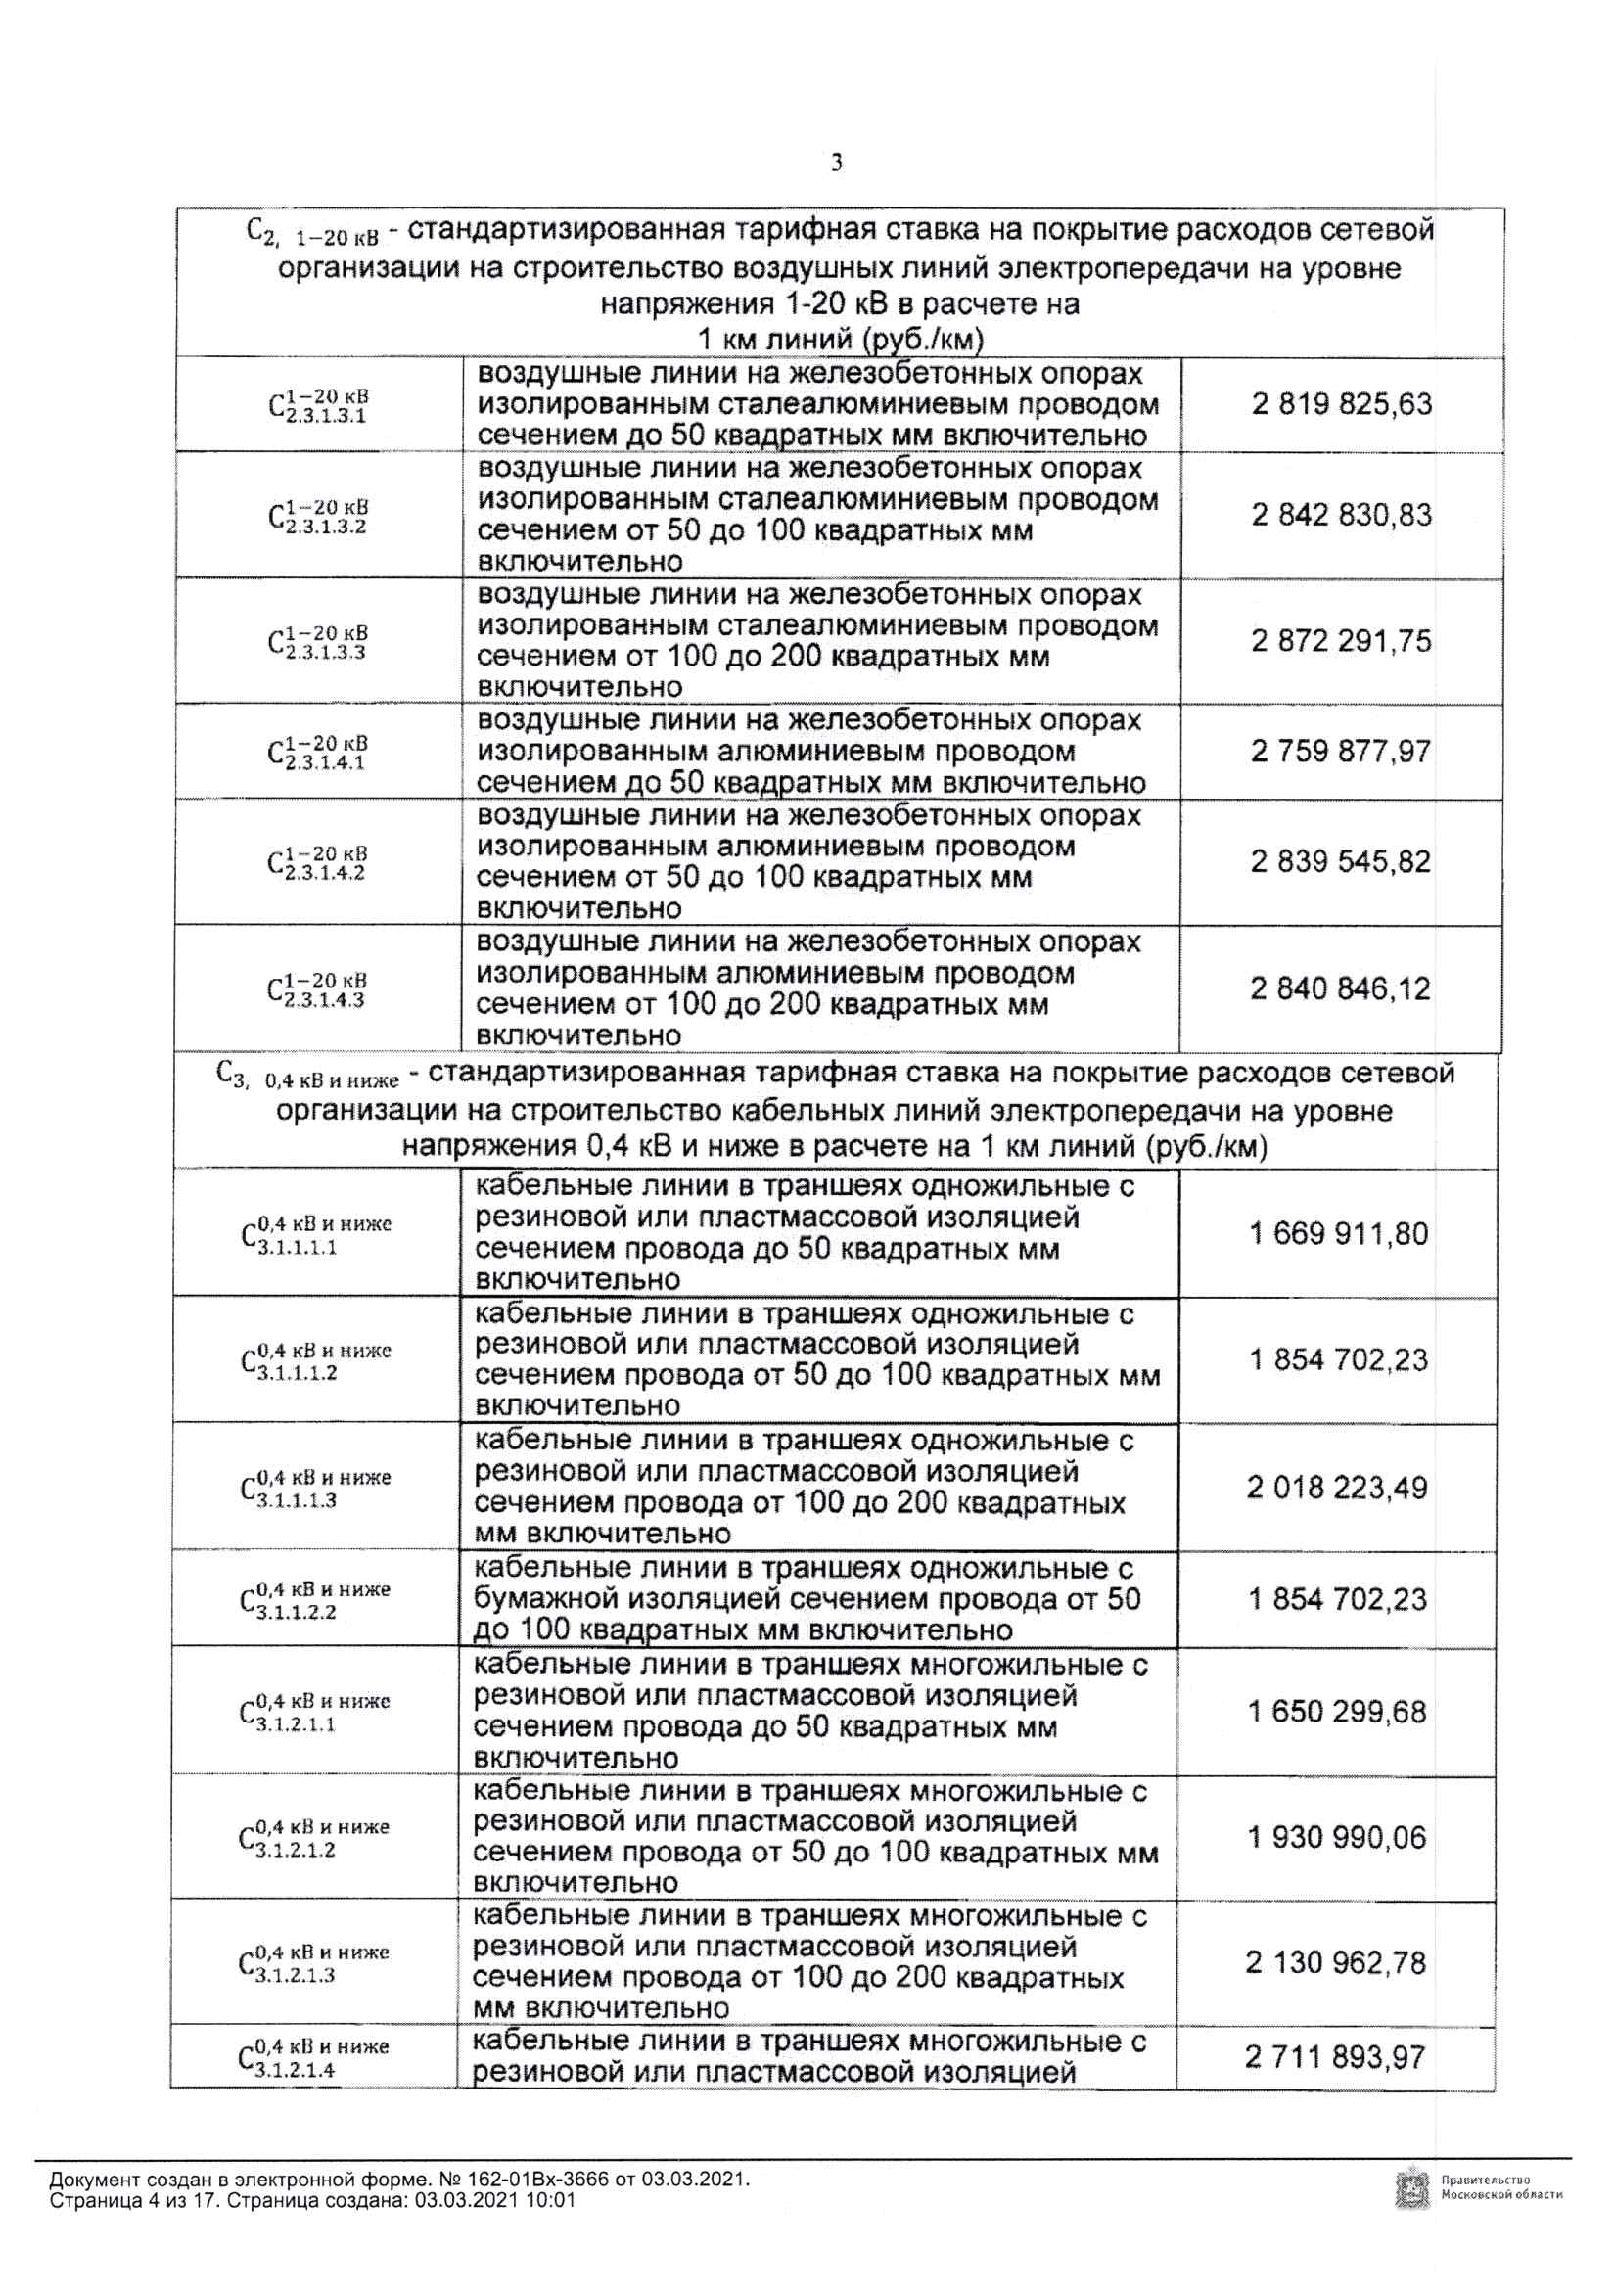 3
C2, 1–20 кВ - стандартизированная тарифная ставка на покрытие расходов сетевой
организации на строительство воздушных линий электропередачи на уровне
напряжения 1-20 кВ в расчете на
1 км линий (руб./км)
C 1–20 кВ 2.3.1.3.1
воздушные линии на железобетонных опорах
изолированным сталеалюминиевым проводом
сечением до 50 квадратных мм включительно
2 819 825,63
C 1–20 кВ 2.3.1.3.2
воздушные линии на железобетонных опорах
изолированным сталеалюминиевым проводом
сечением от 50 до 100 квадратных мм
включительно
2 842 830,83
C 1–20 кВ 2.3.1.3.3
воздушные линии на железобетонных опорах
изолированным сталеалюминиевым проводом
сечением от 100 до 200 квадратных мм
включительно
2 872 291,75
C 1–20 кВ 2.3.1.4.1
воздушные линии на железобетонных опорах
изолированным алюминиевым проводом
сечением до 50 квадратных мм включительно
2 759 877,97
C 1–20 кВ 2.3.1.4.2
воздушные линии на железобетонных опорах
изолированным алюминиевым проводом
сечением от 50 до 100 квадратных мм
включительно
2 839 545,82
C 1–20 кВ 2.3.1.4.3
воздушные линии на железобетонных опорах
изолированным алюминиевым проводом
сечением от 100 до 200 квадратных мм
включительно
2 840 846,12
C3, 0,4 кВ и ниже - стандартизированная тарифная ставка на покрытие расходов сетевой
организации на строительство кабельных линий электропередачи на уровне
напряжения 0,4 кВ и ниже в расчете на 1 км линий (руб./км)
C 0,4 кВ и ниже 3.1.1.1.1
кабельные линии в траншеях одножильные с
резиновой или пластмассовой изоляцией
сечением провода до 50 квадратных мм
включительно
1 669 911,80
C 0,4 кВ и ниже 3.1.1.1.2
кабельные линии в траншеях одножильные с
резиновой или пластмассовой изоляцией
сечением провода от 50 до 100 квадратных мм
включительно
1 854 702,23
C 0,4 кВ и ниже 3.1.1.1.3
кабельные линии в траншеях одножильные с
резиновой или пластмассовой изоляцией
сечением провода от 100 до 200 квадратных
мм включительно
2 018 223,49
C 0,4 кВ и ниже 3.1.1.2.2
кабельные линии в траншеях одножильные с
бумажной изоляцией сечением провода от 50
до 100 квадратных мм включительно
1 854 702,23
C 0,4 кВ и ниже 3.1.2.1.1
кабельные линии в траншеях многожильные с
резиновой или пластмассовой изоляцией
сечением провода до 50 квадратных мм
включительно
1 650 299,68
C 0,4 кВ и ниже 3.1.2.1.2
кабельные линии в траншеях многожильные с
резиновой или пластмассовой изоляцией
сечением провода от 50 до 100 квадратных мм
включительно
1 930 990,06
C 0,4 кВ и ниже 3.1.2.1.3
кабельные линии в траншеях многожильные с
резиновой или пластмассовой изоляцией
сечением провода от 100 до 200 квадратных
мм включительно
2 130 962,78
C 0,4 кВ и ниже 3.1.2.1.4
кабельные линии в траншеях многожильные с
резиновой или пластмассовой изоляцией
2 711 893,97
Документ создан в электронной форме. № 162-01Вх-3666 от 03.03.2021.
Страница 4 из 17. Страница создана: 03.03.2021 10:01
Правительство
Московской области